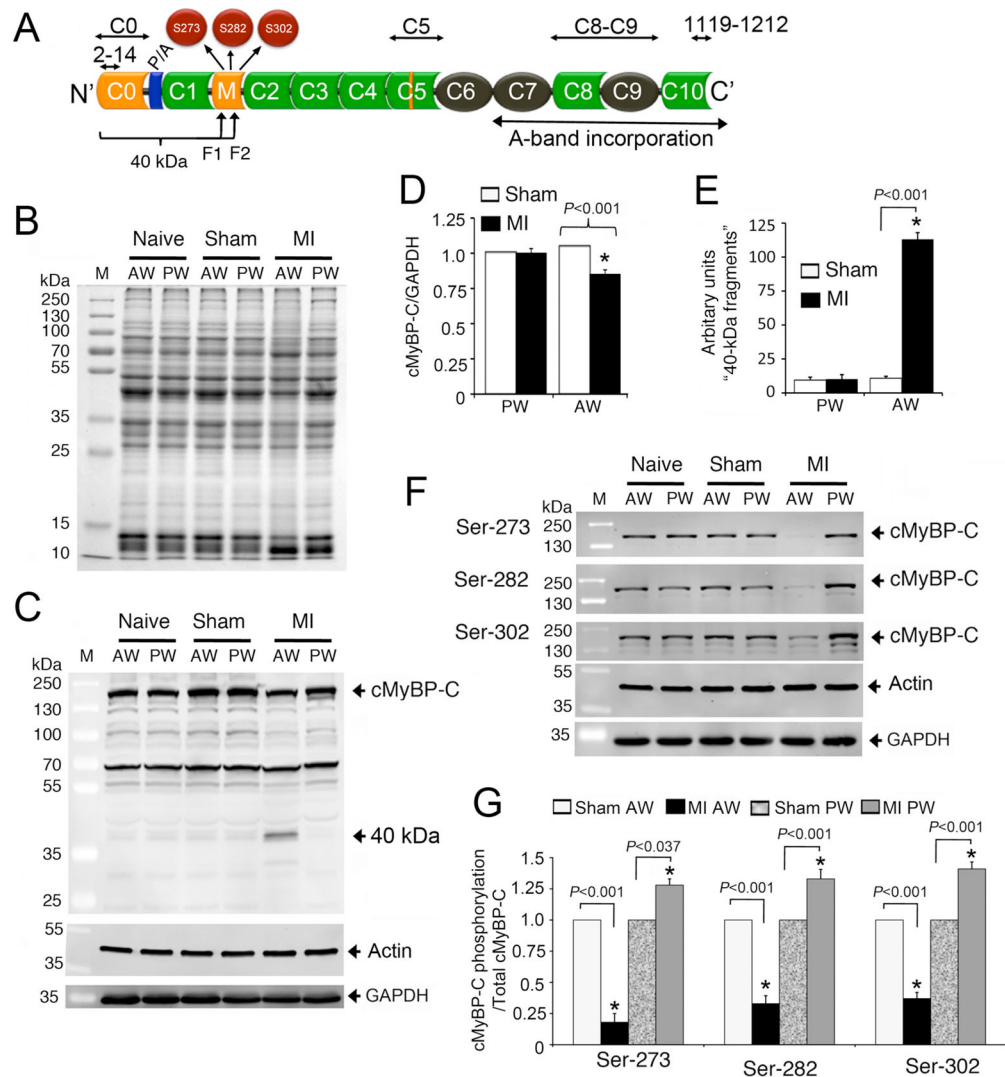 A
C0
S273
S282
S302
C5
C8-C9
1119-1212
2-14
P/A
N’
C0
C1
M
C2
C3
C4
C5
C6
C7
C8
C9
C10
C’
40 kDa
F1
F2
A-band incorporation
B
Naive Sham MI
kDa M AW PW AW PW AW PW
250
130
100
70
55
35
25
15
10
C
Naive Sham MI
kDa M AW PW AW PW AW PW
250
cMyBP-C
130
100
70
55
40 kDa
35
25
55
Actin
35
35
GAPDH
D
Sham
MI
P<0.001
*
cMyBP-C/GAPDH
1.25
1.0
0.75
0.50
0.25
0
PW AW
E
P<0.001
*
Sham
MI
Arbitary units
“40-kDa fragments”
125
100
75
50
25
0
PW AW
F
Naive Sham MI
kDa M AW PW AW PW AW PW
Ser-273
250
130
cMyBP-C
Ser-282
250
130
cMyBP-C
Ser-302
250
130
cMyBP-C
55
Actin
35
35
GAPDH
G
Sham AW MI AW Sham PW MI PW
cMyBP-C phosphorylation
/Total cMyBP-C
1.5
1.25
1.0
0.75
0.50
0.25
0
P<0.001
*
P<0.037
*
P<0.001
*
P<0.001
*
P<0.001
*
P<0.001
*
Ser-273 Ser-282 Ser-302